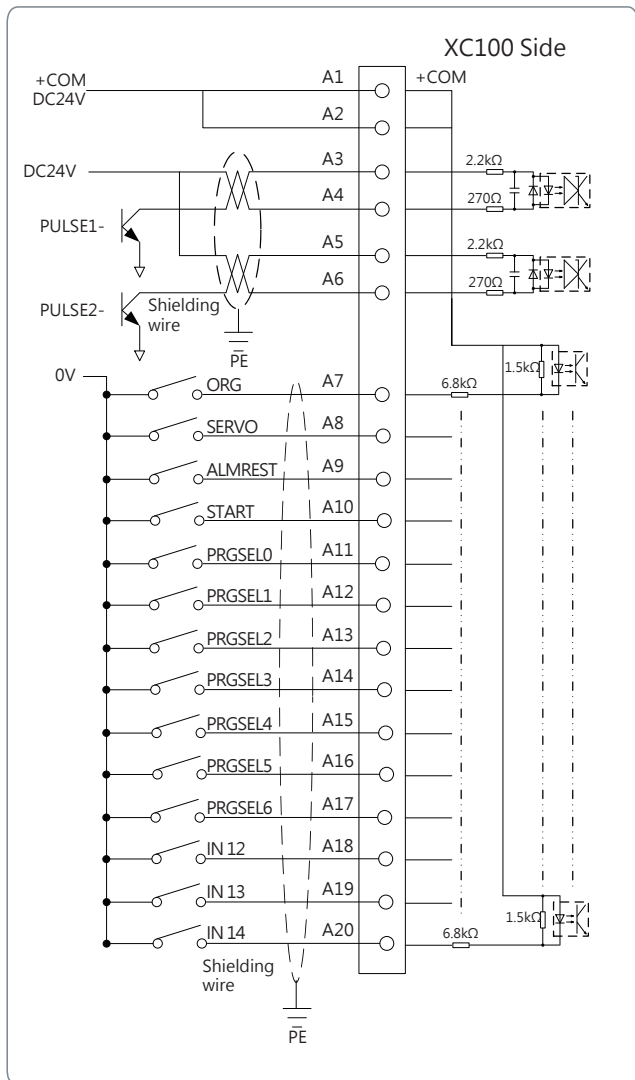 XC100 Side
+COM
DC24V
A1
+COM
A2
DC24V
A3
2.2kΩ
A4
270Ω
PULSE1-
A5
2.2kΩ
A6
270Ω
PULSE2-
Shielding
wire
PE
0V
ORG
A7
6.8kΩ
1.5kΩ
SERVO
A8
ALMREST
A9
START
A10
PRGSEL0
A11
PRGSEL1
A12
PRGSEL2
A13
PRGSEL3
A14
PRGSEL4
A15
PRGSEL5
A16
PRGSEL6
A17
IN 12
A18
IN 13
A19
IN 14
A20
6.8kΩ
1.5kΩ
Shielding
wire
PE